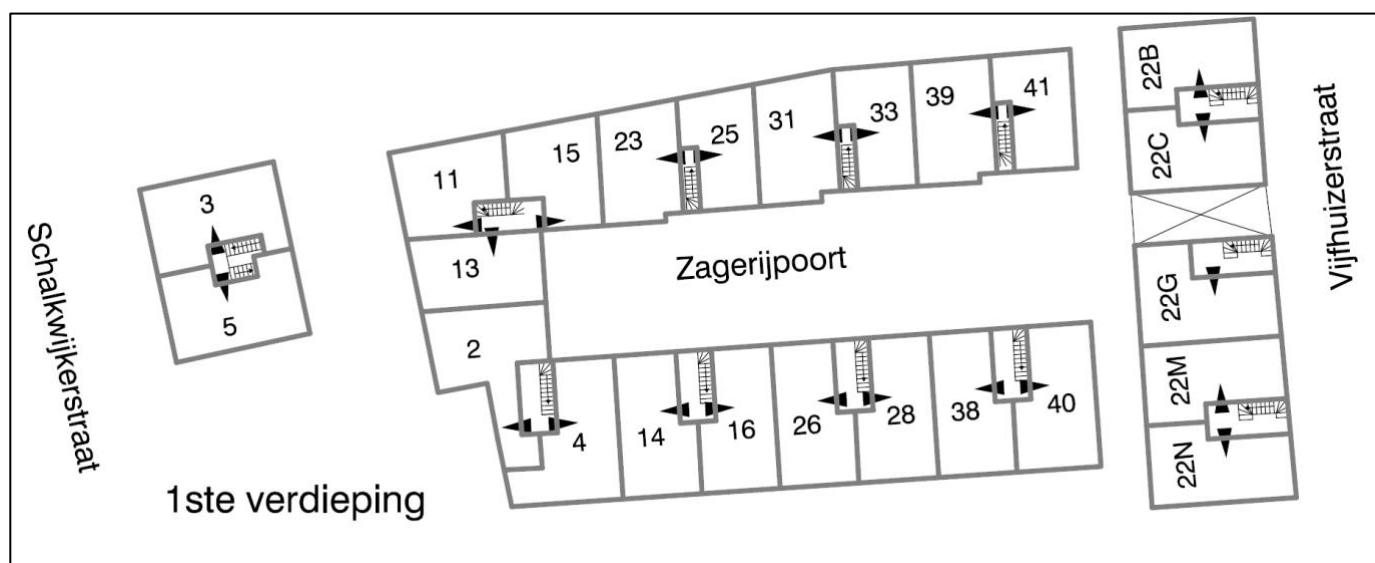 Schalkwijkerstraat
3
5
11
15
23
25
31
33
39
41
13
2
Zagerijpoort
4
14
16
26
28
38
40
22B
22C
22G
22M
22N
Vijfhuizerstraat
1ste verdieping